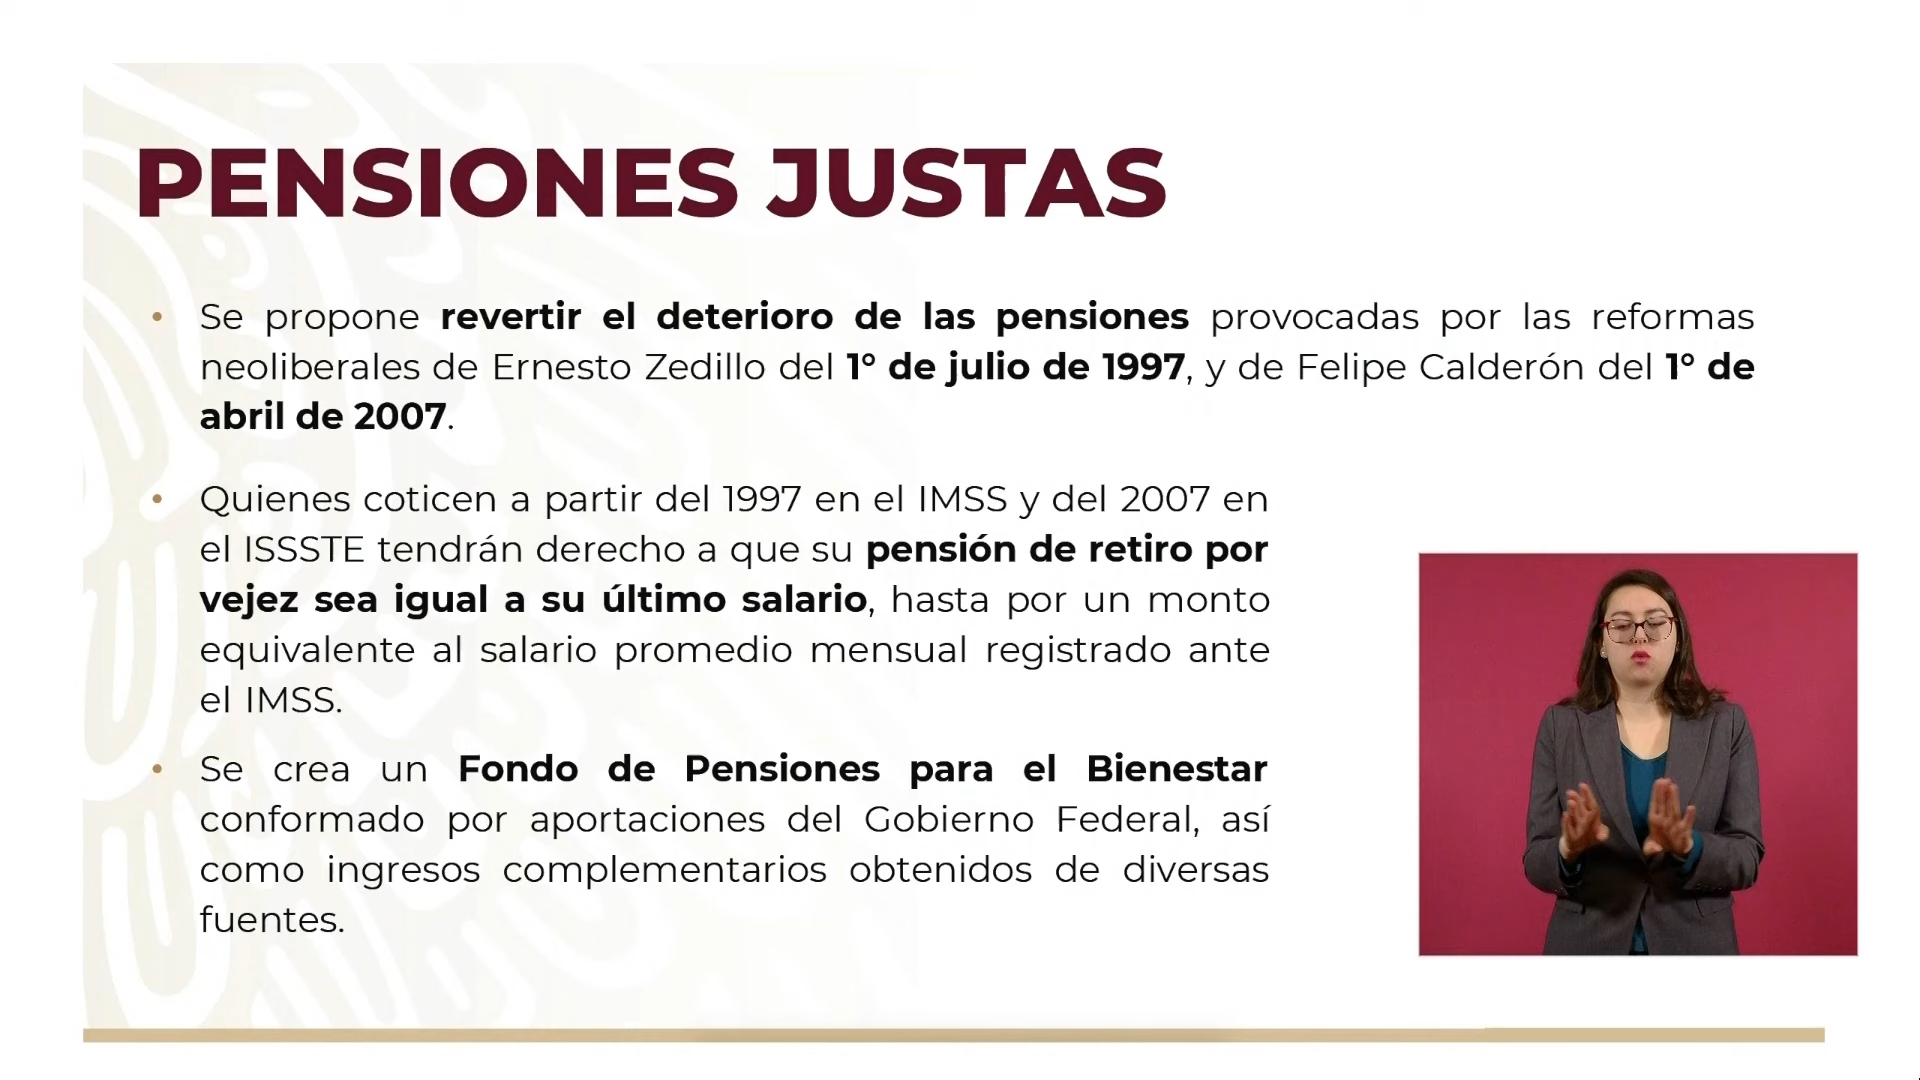 PENSIONES JUSTAS
• Se propone revertir el deterioro de las pensiones provocadas por las reformas
neoliberales de Ernesto Zedillo del 1° de julio de 1997, y de Felipe Calderón del 1° de
abril de 2007.
• Quienes coticen a partir del 1997 en el IMSS y del 2007 en
el ISSSTE tendrán derecho a que su pensión de retiro por
vejez sea igual a su último salario, hasta por un monto
equivalente al salario promedio mensual registrado ante
el IMSS.
• Se crea un Fondo de Pensiones para el Bienestar
conformado por aportaciones del Gobierno Federal, así
como ingresos complementarios obtenidos de diversas
fuentes.